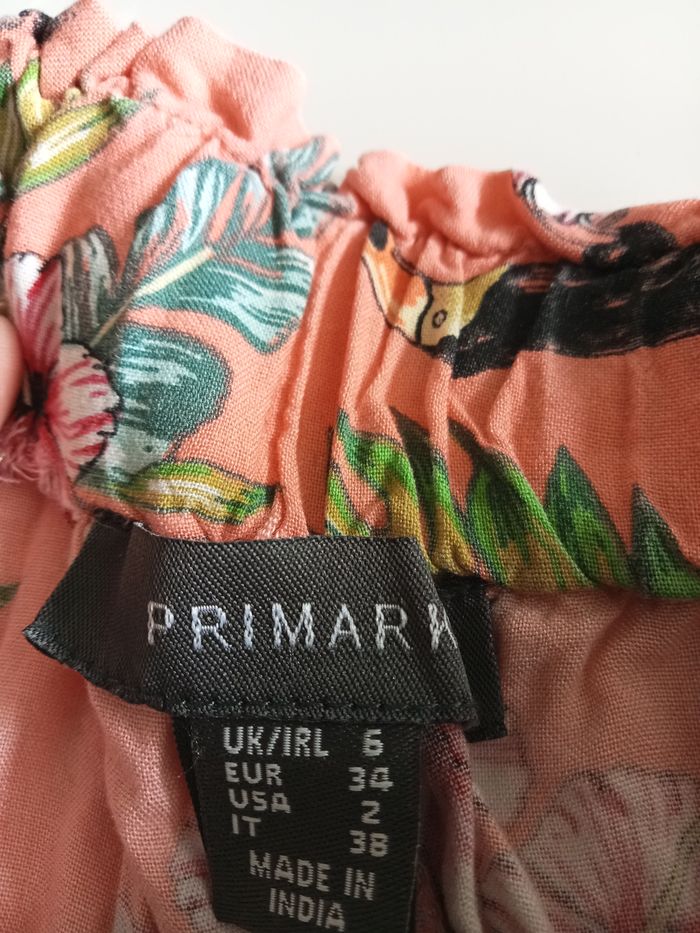 PRIMARK
UK/IRL 6
EUR 34
USA 2
IT 38
MADE IN
INDIA